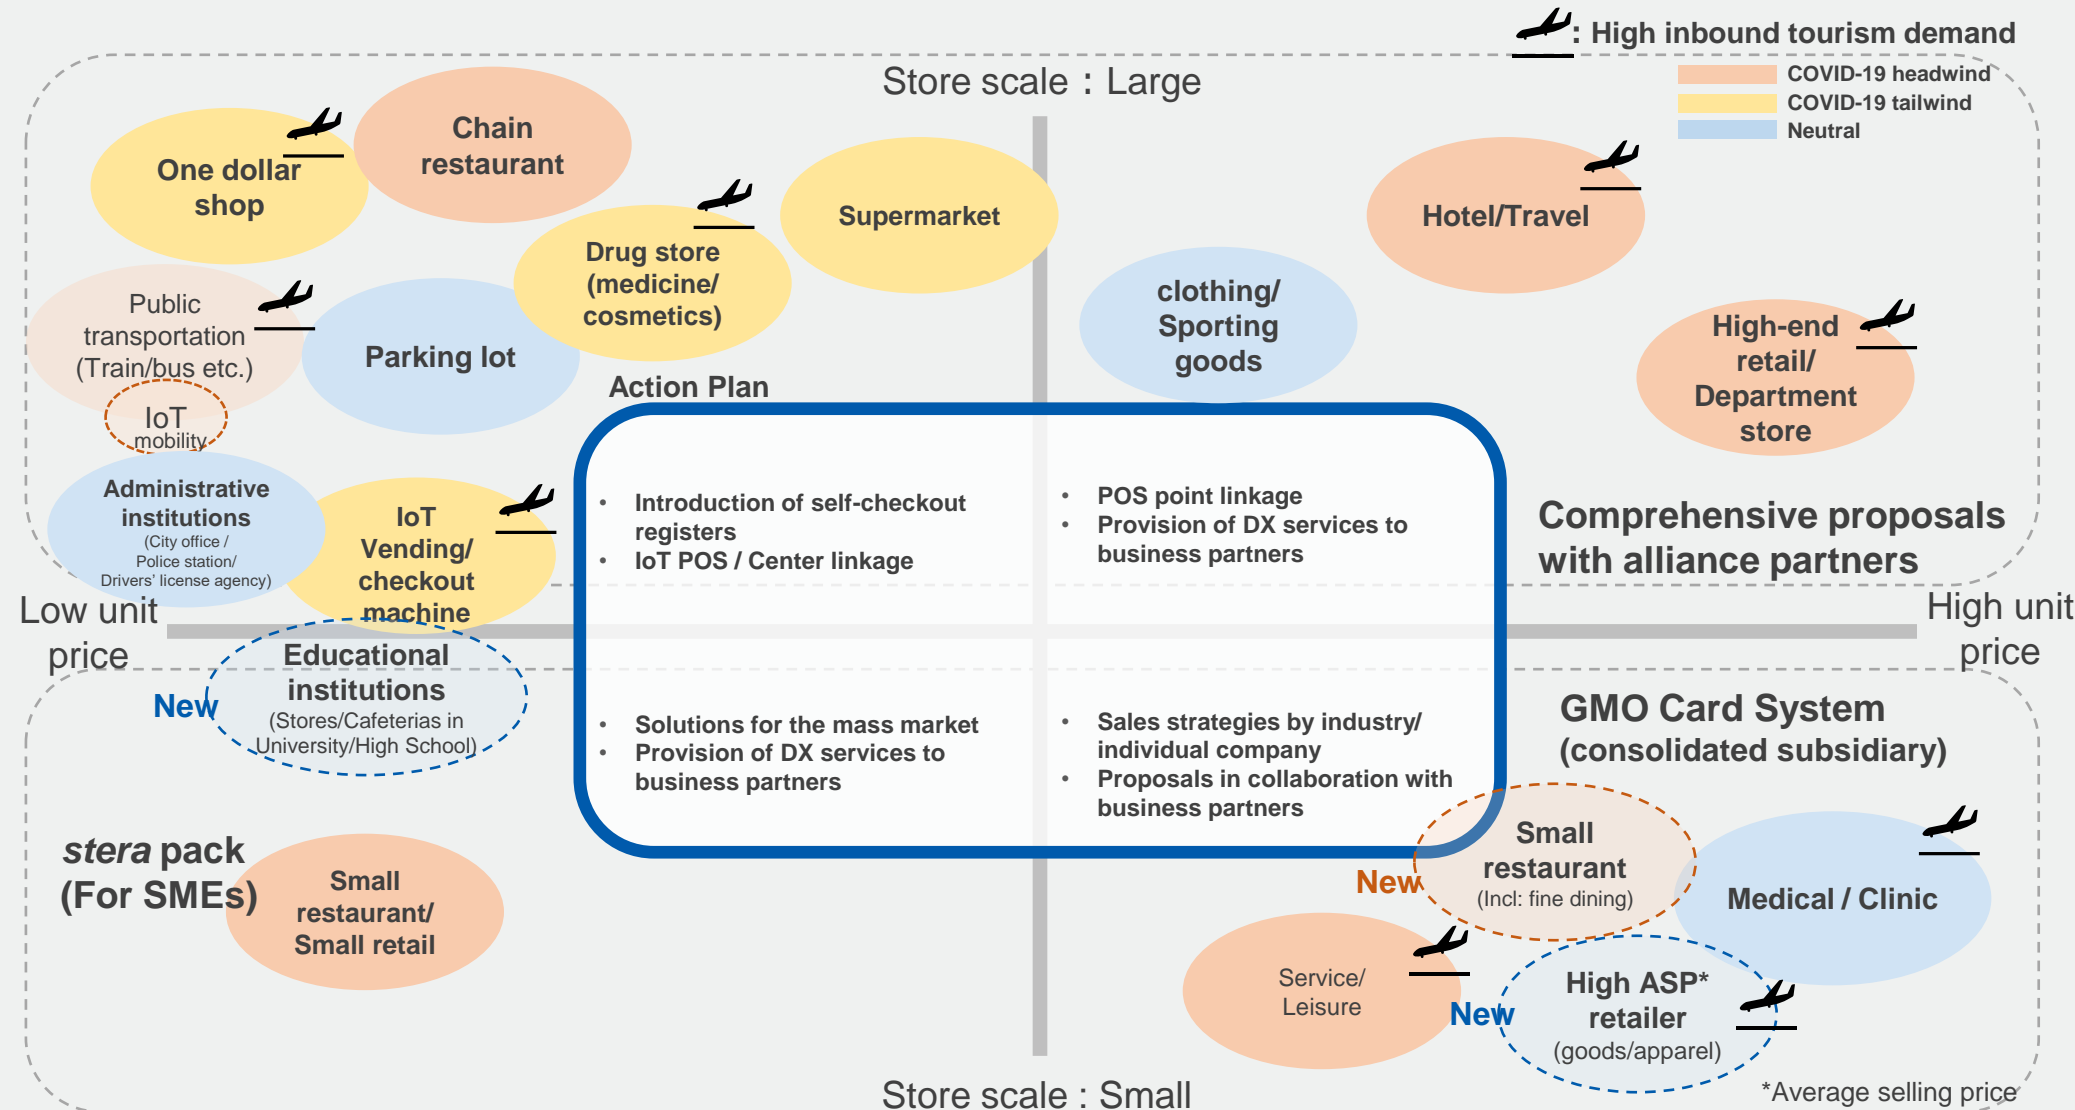 : High inbound tourism demand
COVID-19 headwind
COVID-19 tailwind
Neutral
Store scale : Large
One dollar
shop
Chain
restaurant
Drug store
(medicine/
cosmetics)
Supermarket
Hotel/Travel
clothing/
Sporting
goods
High-end
retail/
Department
store
Public
transportation
(Train/bus etc.)
IoT
mobility
Parking lot
Administrative
institutions
(City office /
Police station/
Drivers' license agency)
IoT
Vending/
checkout
machine
Action Plan
• Introduction of self-checkout
registers
• IoT POS / Center linkage
• POS point linkage
• Provision of DX services to
business partners
Comprehensive proposals
with alliance partners
Low unit
price
High unit
price
New
Educational
institutions
(Stores/Cafeterias in
University/High School)
• Solutions for the mass market
• Provision of DX services to
business partners
• Sales strategies by industry/
individual company
• Proposals in collaboration with
business partners
GMO Card System
(consolidated subsidiary)
stera pack
(For SMEs)
Small
restaurant/
Small retail
New
Small
restaurant
(Incl: fine dining)
Medical / Clinic
Service/
Leisure
New
High ASP*
retailer
(goods/apparel)
Store scale : Small
*Average selling price